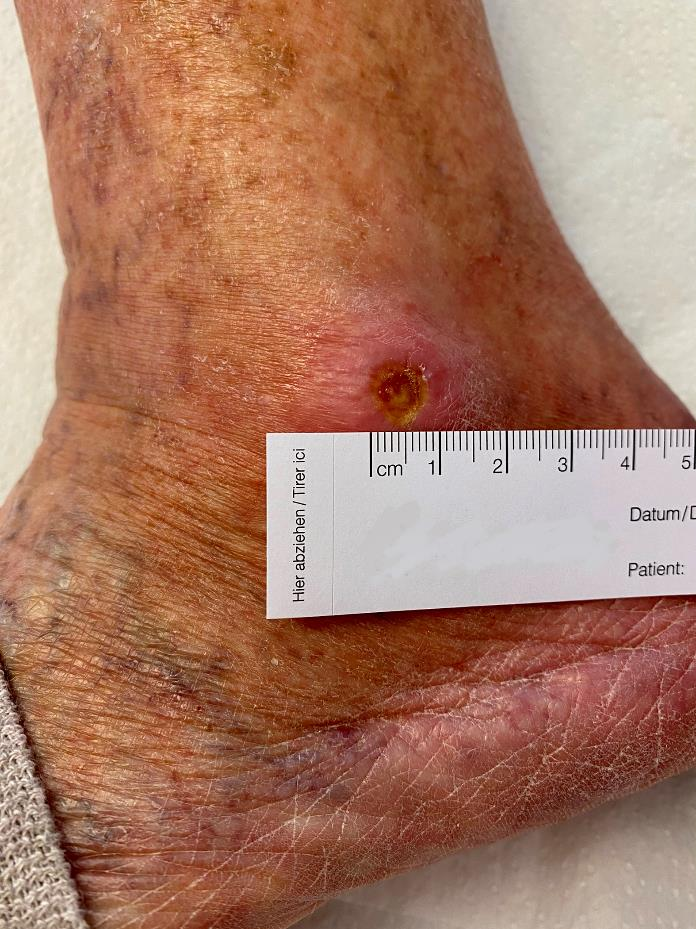 Hier abziehen/Tirer ici
cm 1 2 3 4 5
Datum/D
Patient: